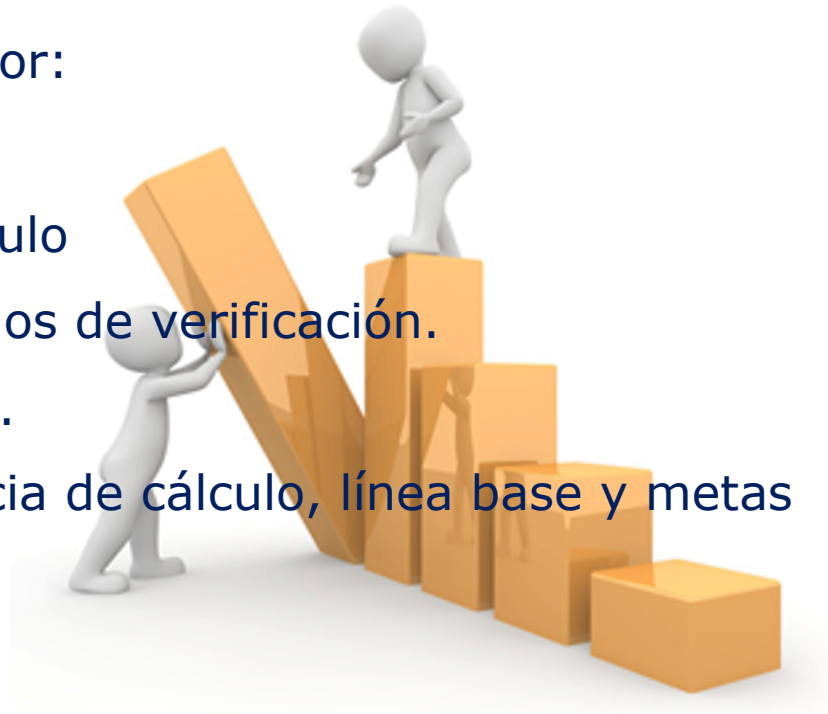 or:
ulo
os de verificación.
.
cia de cálculo, línea base y metas